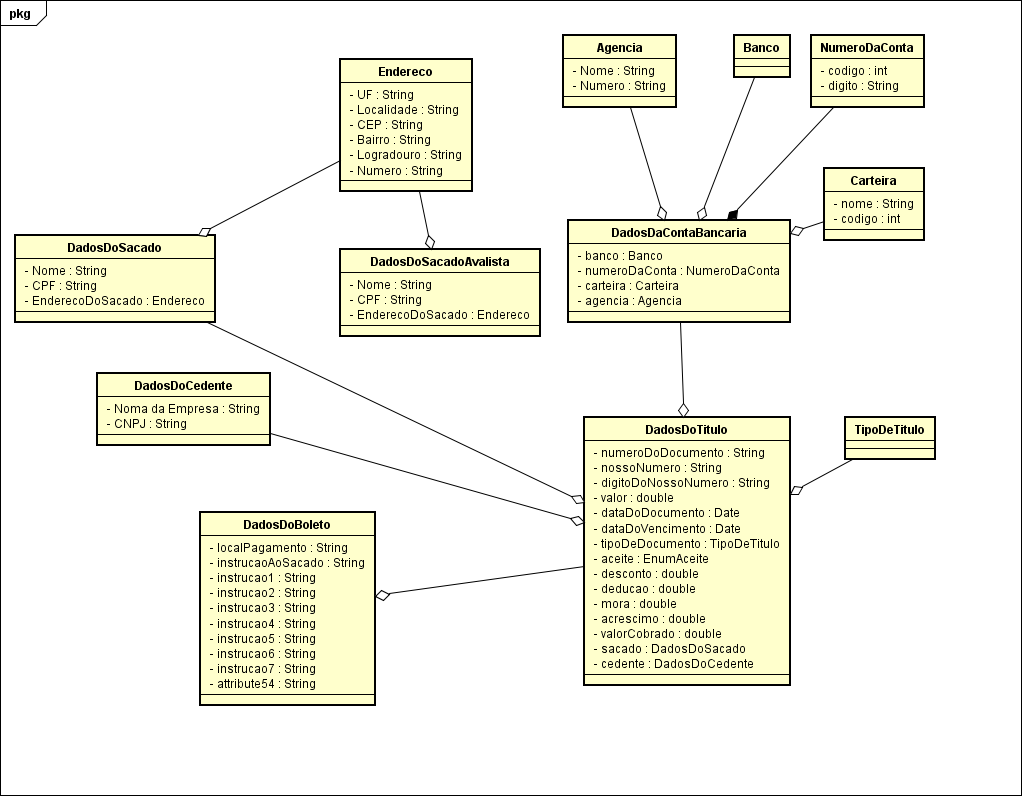 pkg
Agencia
- Nome : String
- Numero : String
Banco
NumeroDaConta
- codigo : int
- digito : String
Endereco
- UF : String
- Localidade : String
- CEP : String
- Bairro : String
- Logradouro : String
- Numero : String
Carteira
- nome : String
- codigo : int
DadosDoSacado
- Nome : String
- CPF : String
- EnderecoDoSacado : Endereco
DadosDoSacadoAvalista
- Nome : String
- CPF : String
- EnderecoDoSacado : Endereco
DadosDaContaBancaria
- banco : Banco
- numeroDaConta : NumeroDaConta
- carteira : Carteira
- agencia : Agencia
DadosDoCedente
- Noma da Empresa : String
- CNPJ : String
DadosDoTitulo
- numeroDoDocumento : String
- nossoNumero : String
- digitoDoNossoNumero : String
- valor : double
- dataDoDocumento : Date
- dataDoVencimento : Date
- tipoDeDocumento : TipoDeTitulo
- aceite : EnumAceite
- desconto : double
- deducao : double
- mora : double
- acrescimo : double
- valorCobrado : double
- sacado : DadosDoSacado
- cedente : DadosDoCedente
TipoDeTitulo
DadosDoBoleto
- localPagamento : String
- instrucaoAoSacado : String
- instrucao1 : String
- instrucao2 : String
- instrucao3 : String
- instrucao4 : String
- instrucao5 : String
- instrucao6 : String
- instrucao7 : String
- attribute54 : String